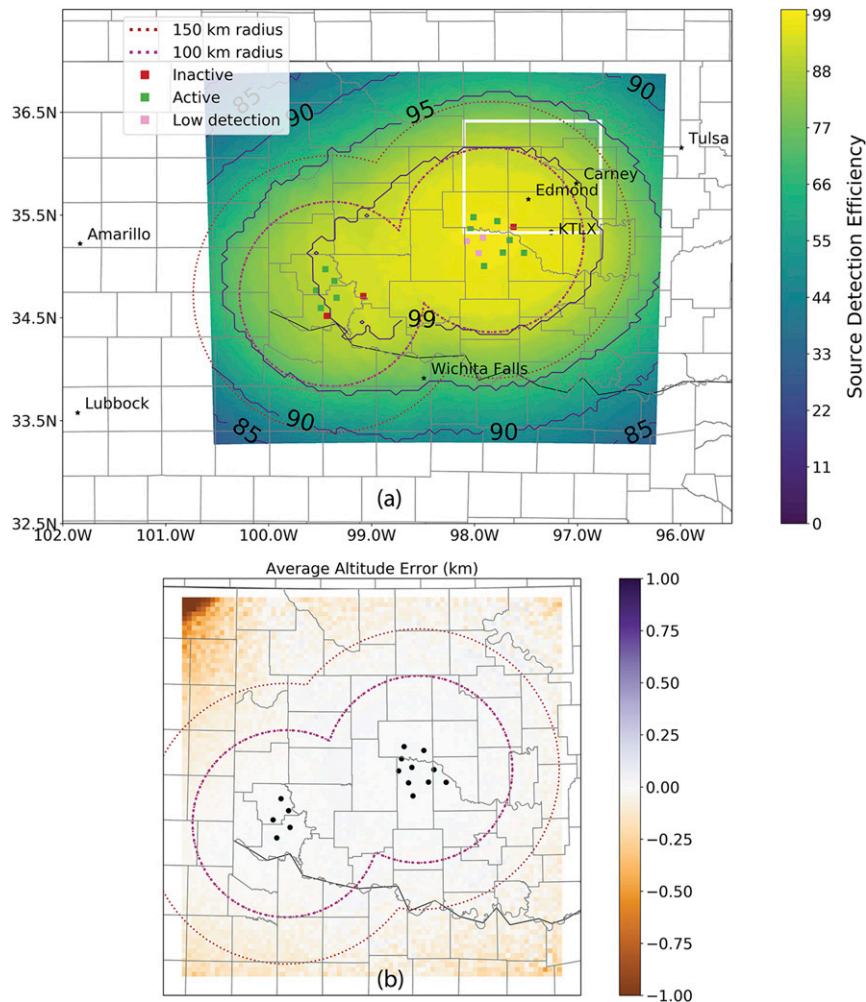 150 km radius
100 km radius
Inactive
Active
Low detection
85
90
95
90
36.5N
35.5N
34.5N
33.5N
32.5N
Tulsa
Carney
Edmond
KTLX
Amarillo
99
Wichita Falls
Lubbock
85
90
90
85
(a)
102.0W 101.0W 100.0W 99.0W 98.0W 97.0W 96.0W
99
88
77
66
55
44
33
22
11
0
Source Detection Efficiency
Average Altitude Error (km)
1.00
0.75
0.50
0.25
0.00
−0.25
−0.50
−0.75
−1.00
(b)